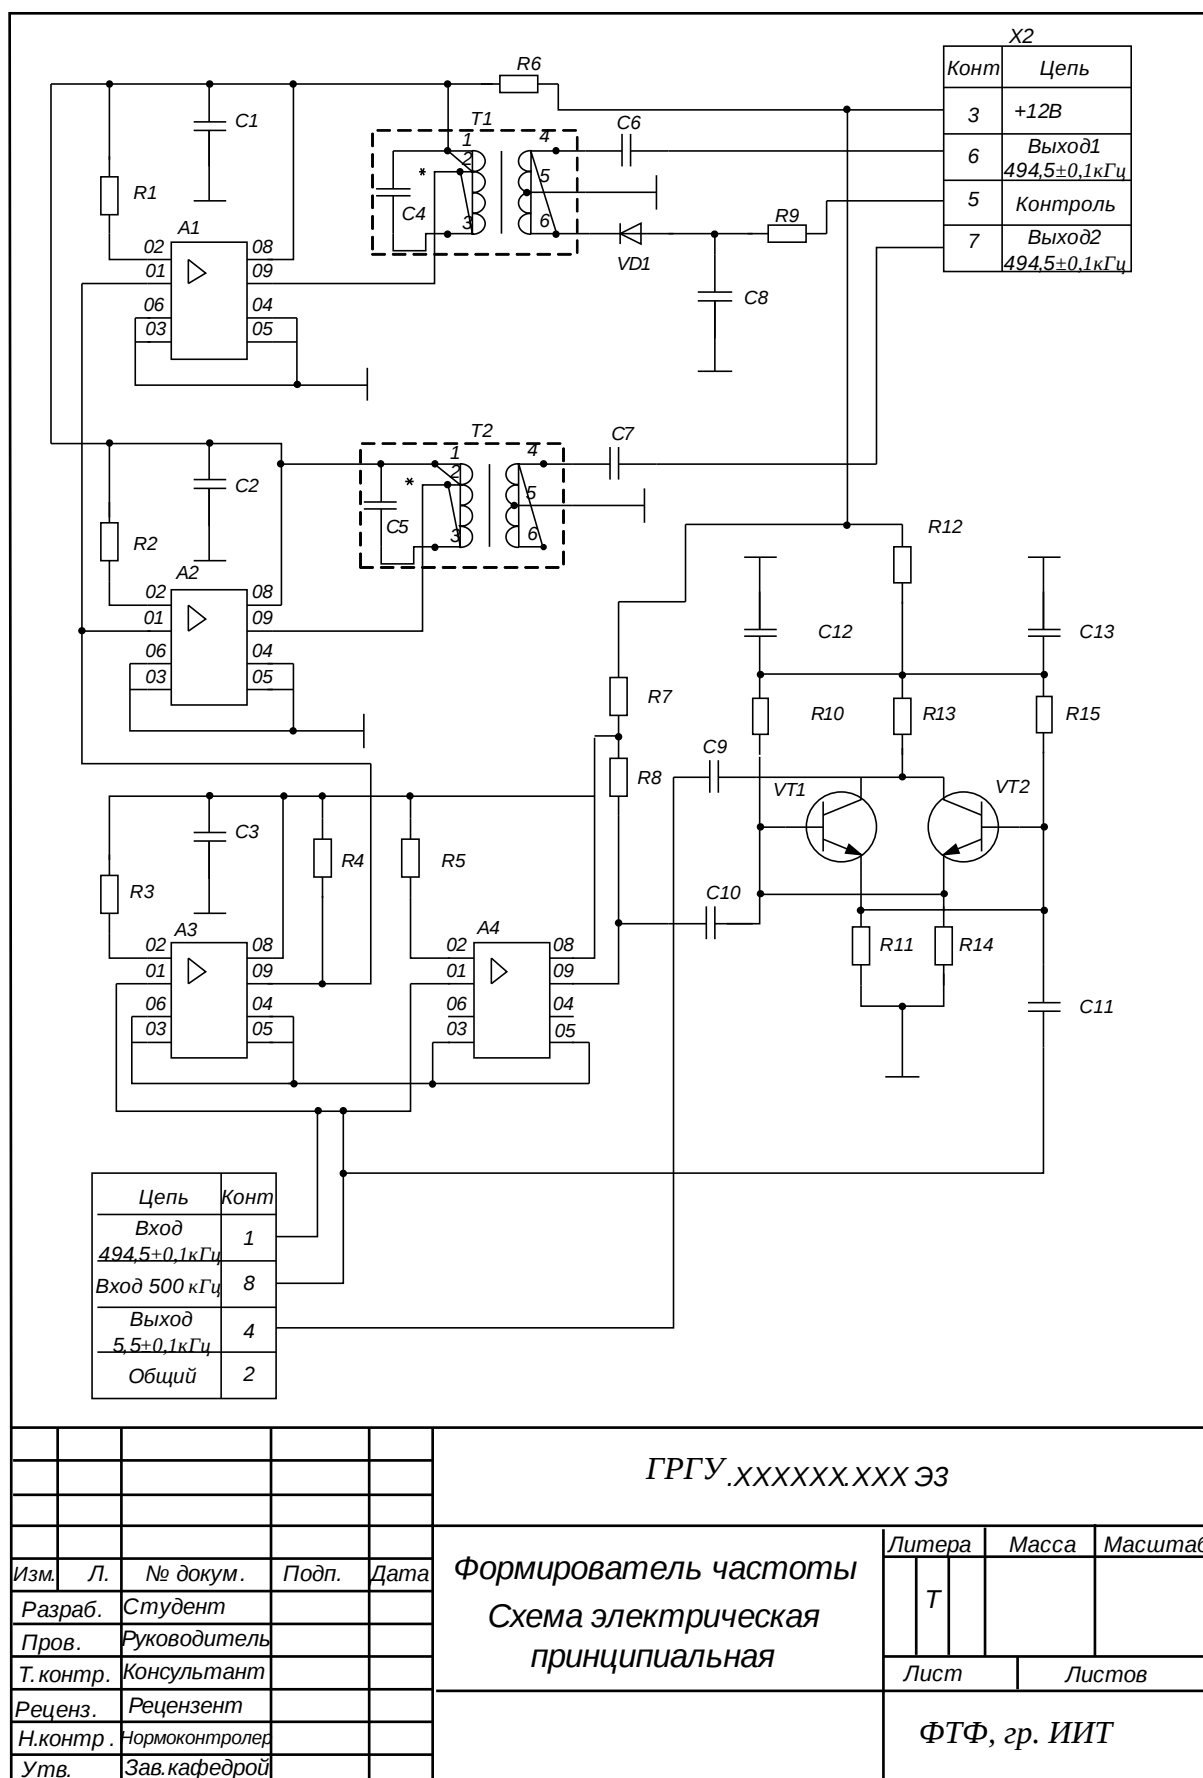 X2
Конт Цепь
3 +12В
6 Выход1
494,5±0,1кГц
5 Контроль
7 Выход2
494,5±0,1кГц
R6
C1
T1
1
2
3
*
C4
4
5
6
C6
R1
A1
02 08
01 09
06 04
03 05
VD1
R9
C8
T2
1
2
3
*
C5
4
5
6
C7
C2
R2
A2
02 08
01 09
06 04
03 05
R12
C12
C13
R7
R10
R13
R15
C9
R8
VT1
VT2
C3
R4
R5
R3
C10
A3
02 08
01 09
06 04
03 05
A4
02 08
01 09
06 04
03 05
R11
R14
C11
Цепь Конт
Вход
494,5±0,1кГц 1
Вход 500 кГц 8
Выход
5,5±0,1кГц 4
Общий 2
ГРГУ.XXXXXX.XXX Э3
Формирователь частоты
Схема электрическая
принципиальная
Литера Масса Масштаб
Т
Лист Листов
ФТФ, гр. ИИТ
Изм. Л. № докум. Подп. Дата
Разраб. Студент
Пров. Руководитель
Т.контр. Консультант
Реценз. Рецензент
Н.контр. Нормоконтролер
Утв. Зав.кафедрой